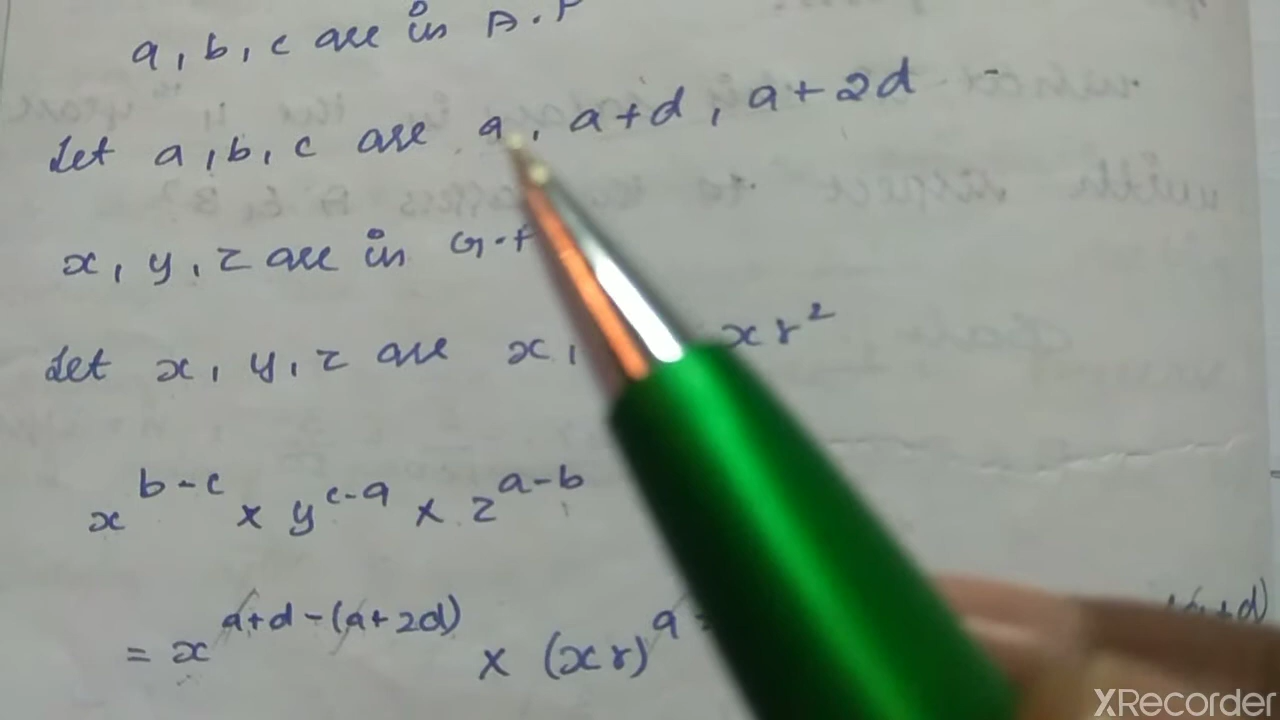 a, b, c are in A.P
Let a, b, c are a, a+d, a+2d
x, y, z are in G.P
Let x, y, z are x, xr²
x^{b-c} × y^{c-a} × z^{a-b}
= x^{a+d-(a+2d)} × (xr)^{a
XRecorder